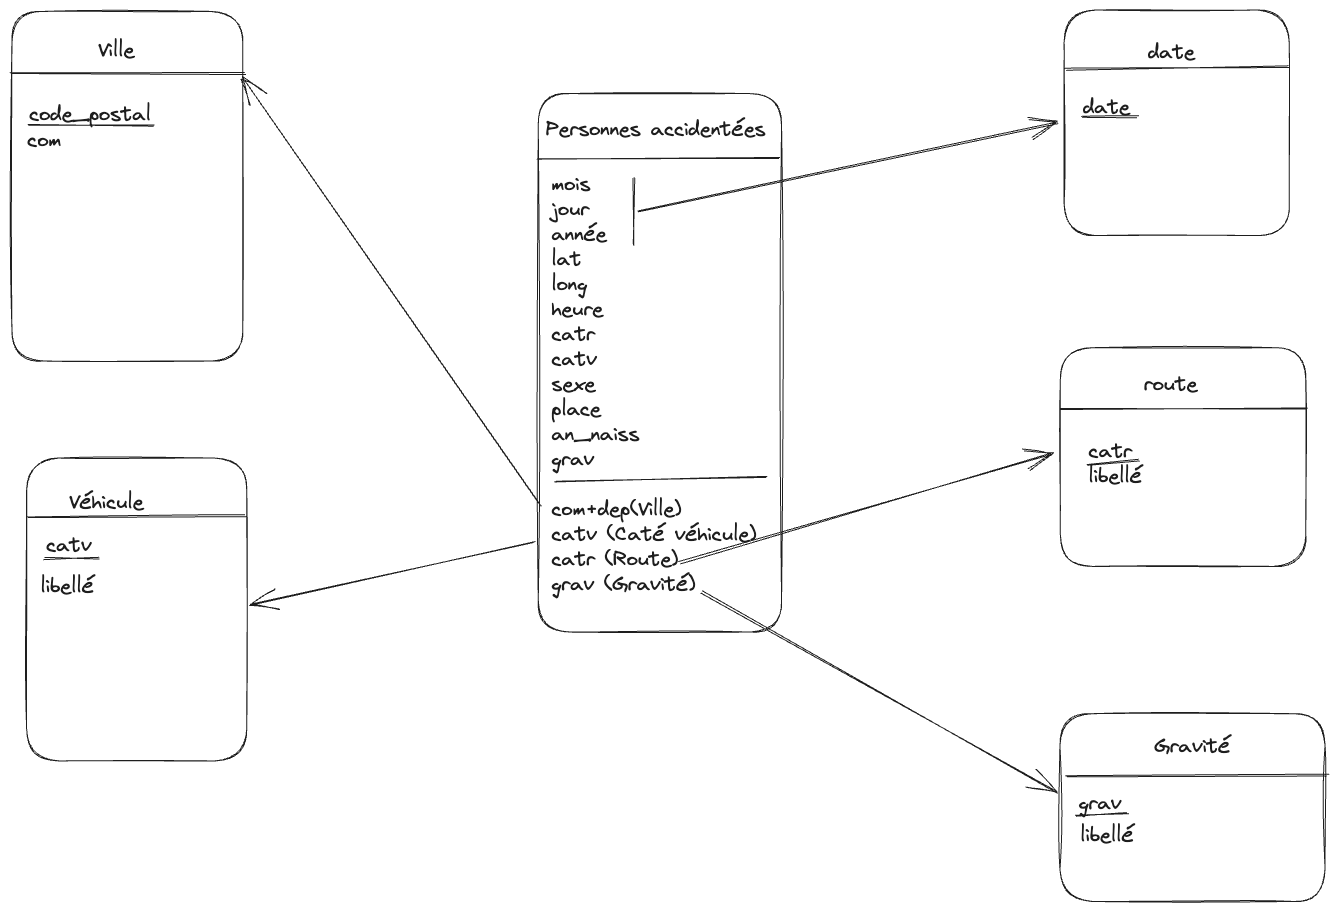 Ville
code_postal
com
Véhicule
catv
libellé
Personnes accidentées
mois
jour
année
lat
long
heure
catr
catv
sexe
place
an_naiss
grav
com+dep(Ville)
catv (Caté véhicule)
catr (Route)
grav (Gravité)
date
date
route
catr
libellé
Gravité
grav
libellé